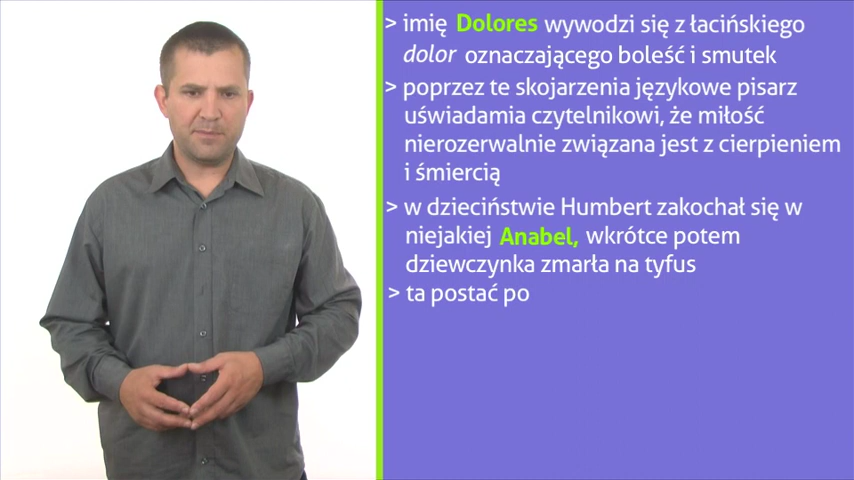 > imię Dolores wywodzi się z łacińskiego
dolor oznaczającego boleść i smutek
> poprzez te skojarzenia językowe pisarz
uświadamia czytelnikowi, że miłość
nierozerwalnie związana jest z cierpieniem
i śmiercią
> w dzieciństwie Humbert zakochał się w
niejakiej Anabel, wkrótce potem
dziewczynka zmarła na tyfus
> ta postać po